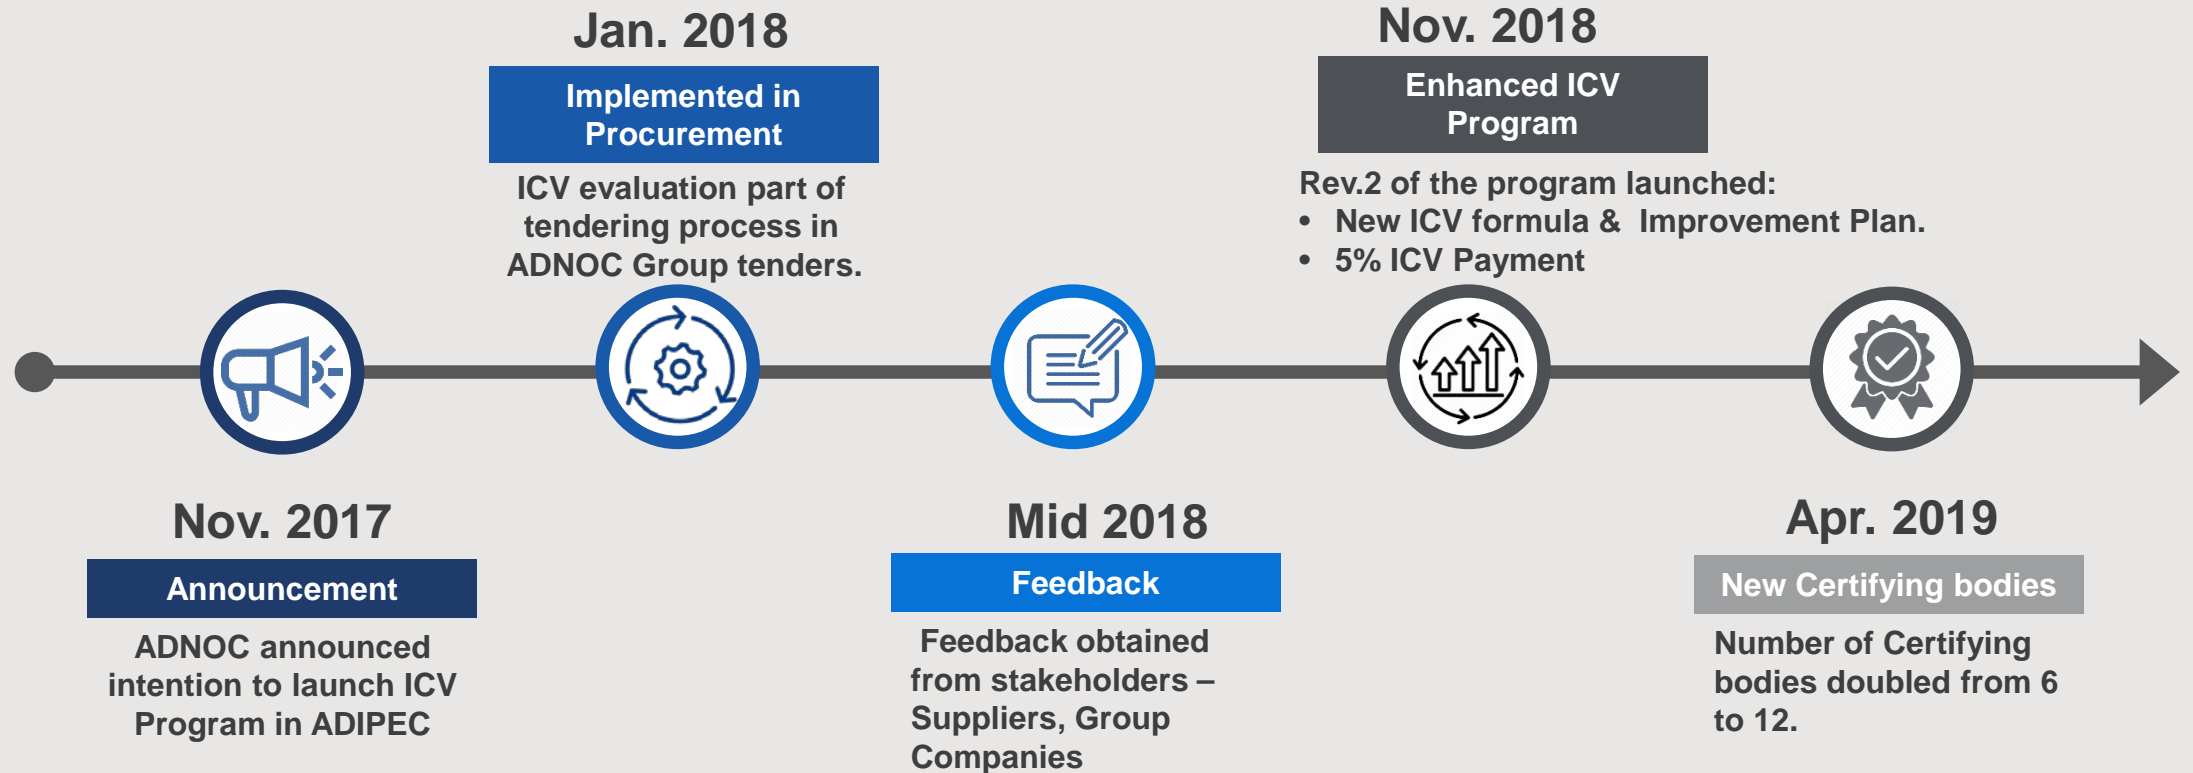 Nov. 2017
Announcement
ADNOC announced
intention to launch ICV
Program in ADIPEC
Jan. 2018
Implemented in
Procurement
ICV evaluation part of
tendering process in
ADNOC Group tenders.
Mid 2018
Feedback
Feedback obtained
from stakeholders –
Suppliers, Group
Companies
Nov. 2018
Enhanced ICV
Program
Rev.2 of the program launched:
• New ICV formula & Improvement Plan.
• 5% ICV Payment
Apr. 2019
New Certifying bodies
Number of Certifying
bodies doubled from 6
to 12.